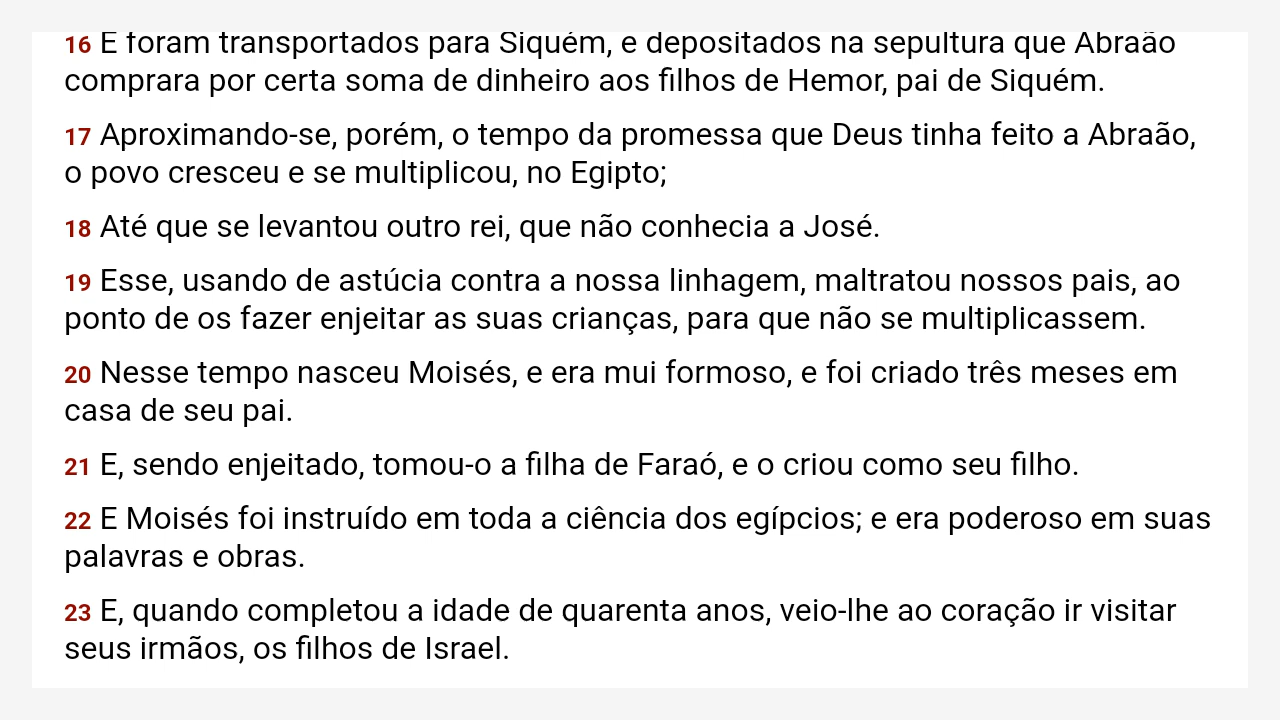 16 E foram transportados para Siquém, e depositados na sepultura que Abraão
comprara por certa soma de dinheiro aos filhos de Hemor, pai de Siquém.
17 Aproximando-se, porém, o tempo da promessa que Deus tinha feito a Abraão,
o povo cresceu e se multiplicou, no Egipto;
18 Até que se levantou outro rei, que não conhecia a José.
19 Esse, usando de astúcia contra a nossa linhagem, maltratou nossos pais, ao
ponto de os fazer enjeitar as suas crianças, para que não se multiplicassem.
20 Nesse tempo nasceu Moisés, e era mui formoso, e foi criado três meses em
casa de seu pai.
21 E, sendo enjeitado, tomou-o a filha de Faraó, e o criou como seu filho.
22 E Moisés foi instruído em toda a ciência dos egípcios; e era poderoso em suas
palavras e obras.
23 E, quando completou a idade de quarenta anos, veio-lhe ao coração ir visitar
seus irmãos, os filhos de Israel.